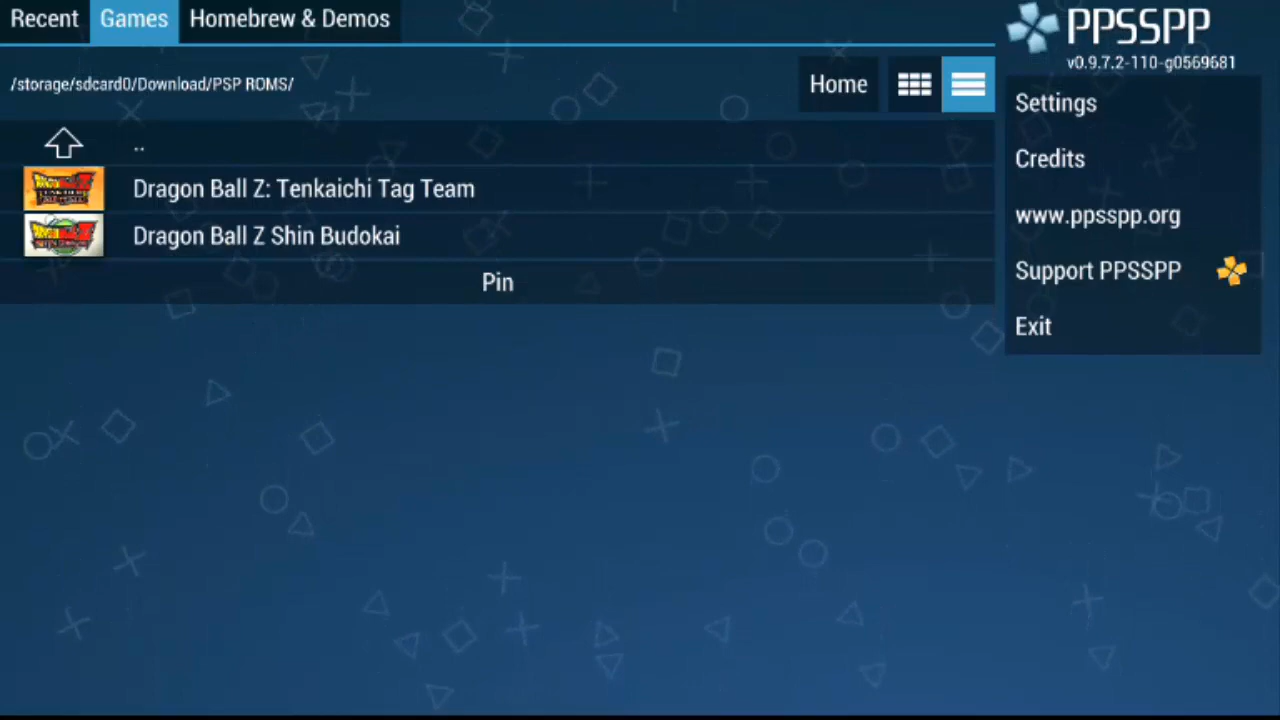 Recent Games Homebrew & Demos
PPSSPP
v0.9.7.2-110-g0569681
/storage/sdcard0/Download/PSP ROMS/
Home
..
Dragon Ball Z: Tenkaichi Tag Team
Dragon Ball Z Shin Budokai
Pin
Settings
Credits
www.ppsspp.org
Support PPSSPP
Exit